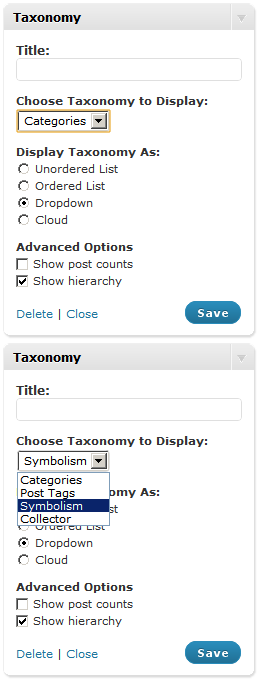 Taxonomy
Title:
Choose Taxonomy to Display:
Categories
Display Taxonomy As:
Unordered List
Ordered List
Dropdown
Cloud
Advanced Options
Show post counts
Show hierarchy
Delete | Close Save
Taxonomy
Title:
Choose Taxonomy to Display:
Symbolism
Categories
Post Tags
Symbolism
Collector
omy As:
st
Ordered List
Dropdown
Cloud
Advanced Options
Show post counts
Show hierarchy
Delete | Close Save